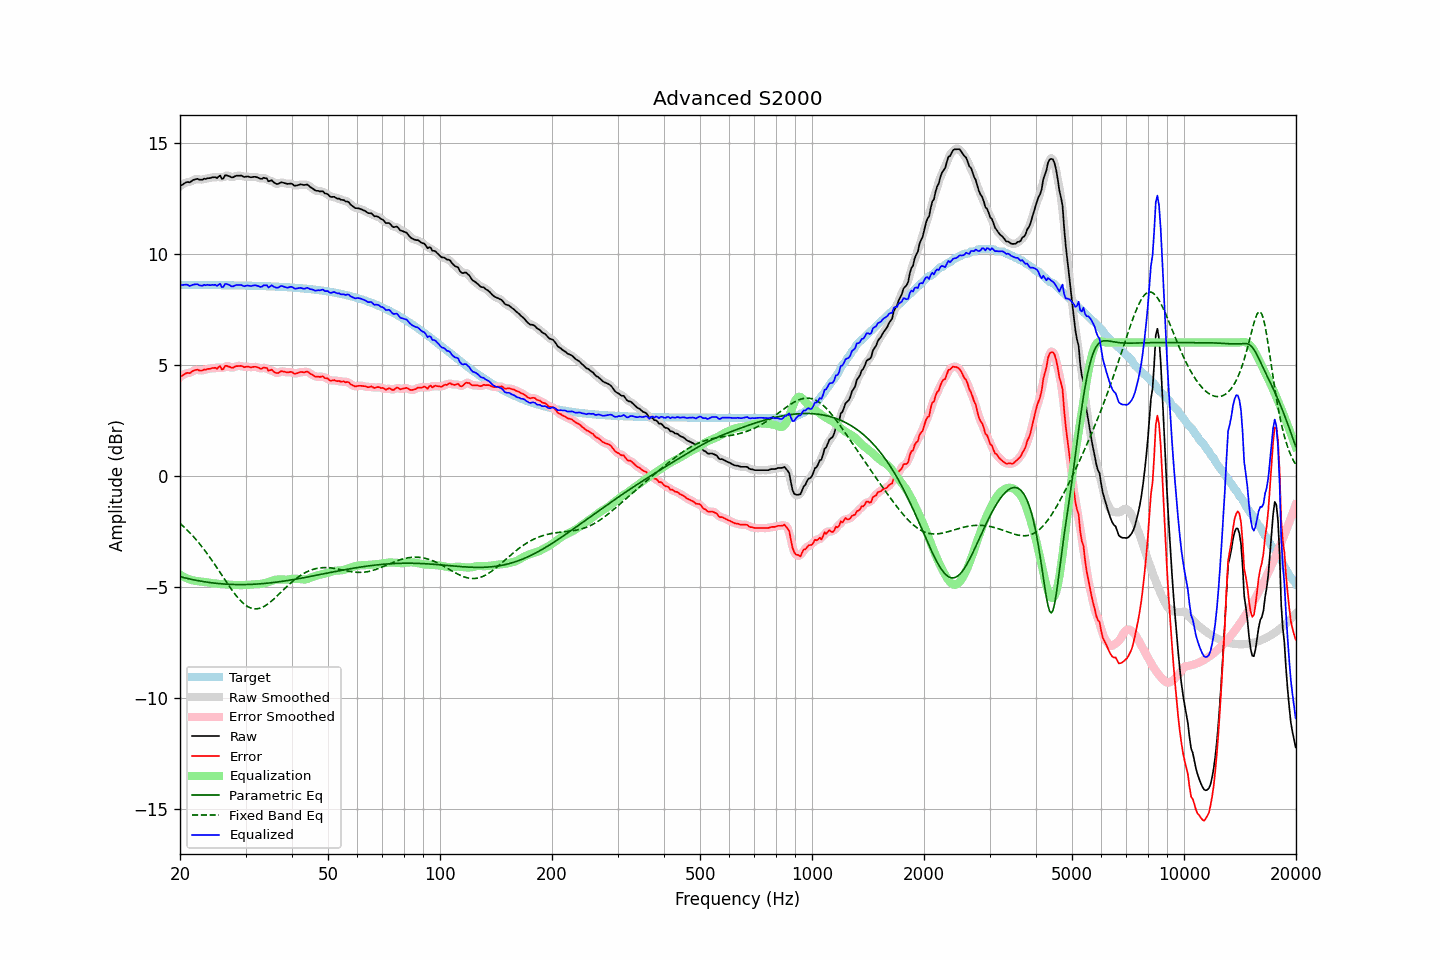 Advanced S2000
Amplitude (dBr)
15
10
5
0
−5
−10
−15
Target
Raw Smoothed
Error Smoothed
Raw
Error
Equalization
Parametric Eq
Fixed Band Eq
Equalized
20 50 100 200 500 1000 2000 5000 10000 20000
Frequency (Hz)